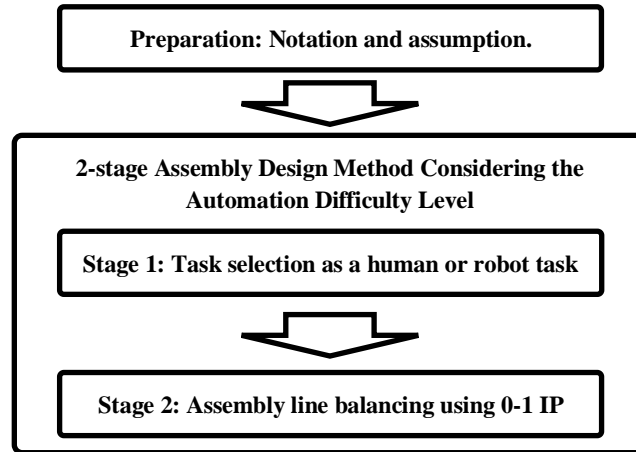 Preparation: Notation and assumption.
2-stage Assembly Design Method Considering the
Automation Difficulty Level
Stage 1: Task selection as a human or robot task
Stage 2: Assembly line balancing using 0-1 IP